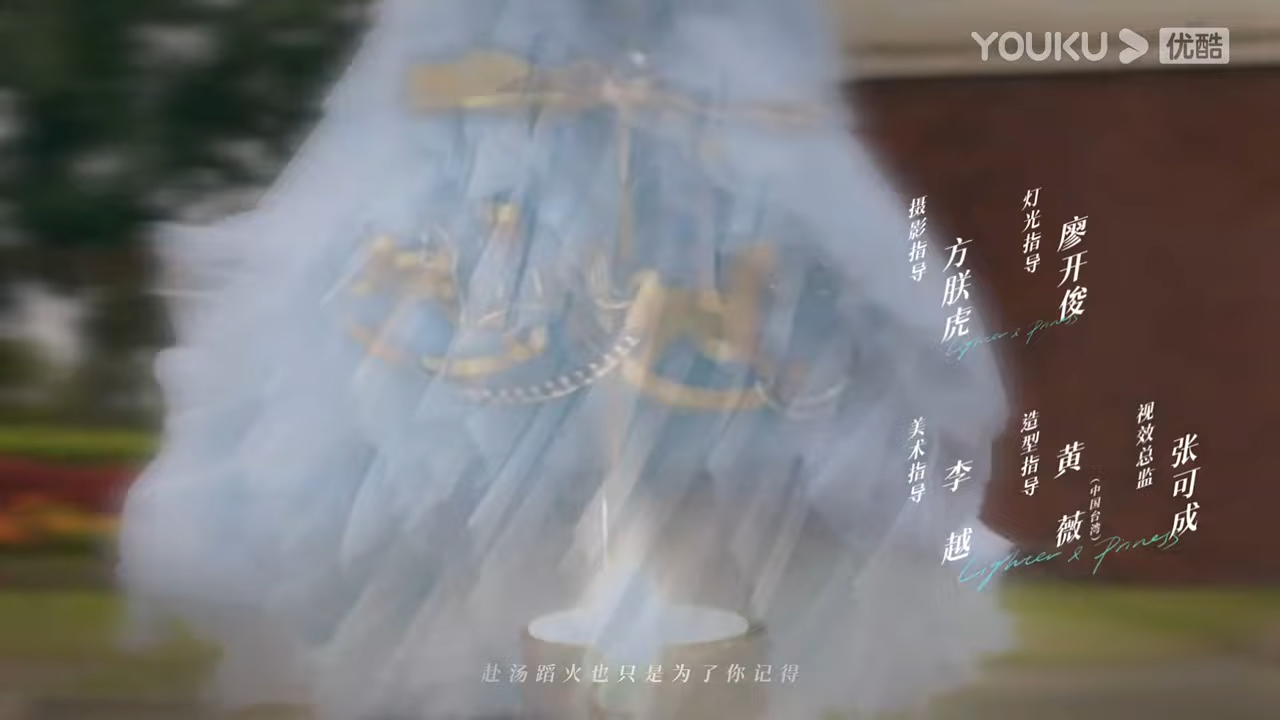 YOUKU 优酷
摄影指导
方朕虎
灯光指导
廖开俊
Lighter & Princess
美术指导
李越
造型指导
黄薇
(中国台湾)
视效总监
张可成
Lighter & Princess
赴汤蹈火也只是为了你记得